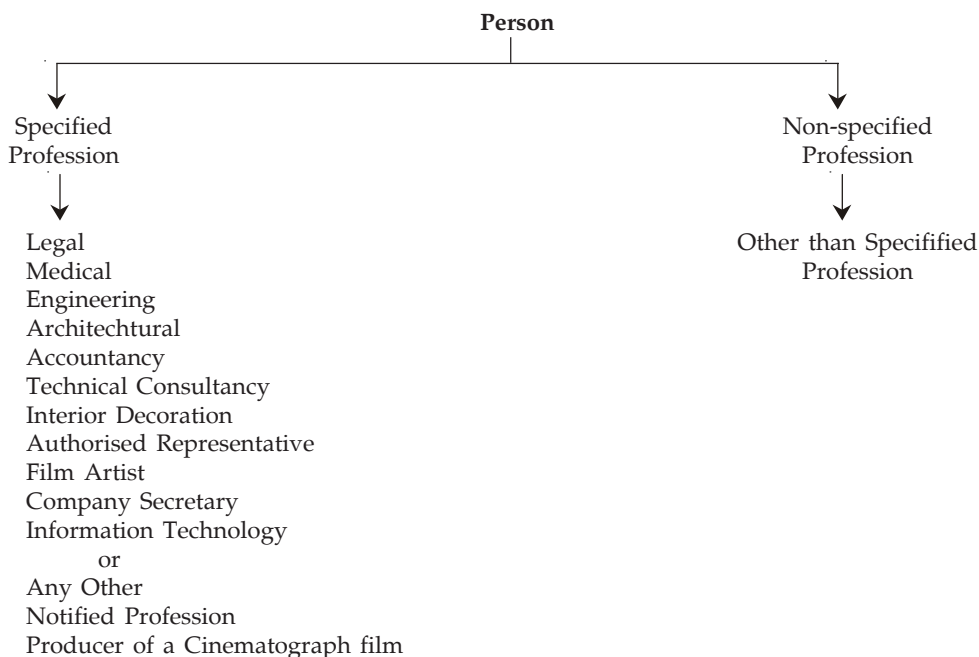 Person
Specified
Profession
Non-specified
Profession
Legal
Medical
Engineering
Architechtural
Accountancy
Technical Consultancy
Interior Decoration
Authorised Representative
Film Artist
Company Secretary
Information Technology
or
Any Other
Notified Profession
Producer of a Cinematograph film
Other than Specifified
Profession